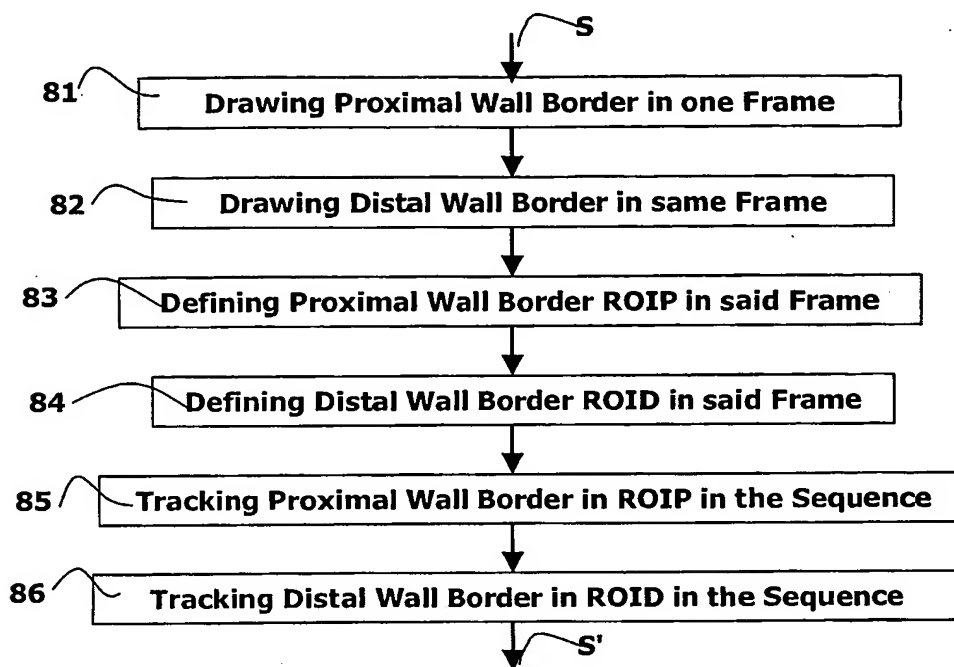 S
81 Drawing Proximal Wall Border in one Frame
82 Drawing Distal Wall Border in same Frame
83 Defining Proximal Wall Border ROIP in said Frame
84 Defining Distal Wall Border ROID in said Frame
85 Tracking Proximal Wall Border in ROIP in the Sequence
86 Tracking Distal Wall Border in ROID in the Sequence
S'